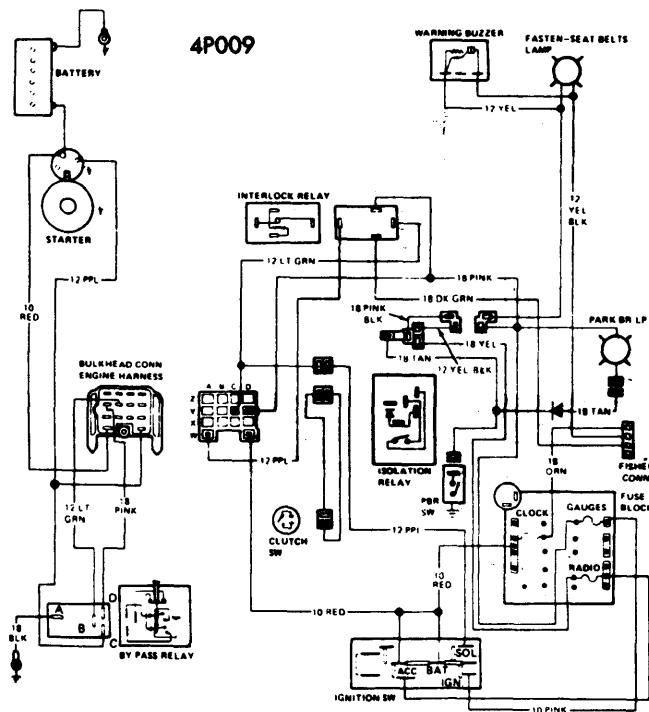 4P009
WARNING BUZZER
FASTEN-SEAT BELTS
LAMP
BATTERY
12 YEL
12
YEL
BLK
INTERLOCK RELAY
STARTER
12 LT GRN
12 PPL
18 PINK
10
RED
18 DK GRN
18 PINK
BLK
PARK BR LP
18 YEL
18 TAN
12 YEL BLK
BULKHEAD CONN
ENGINE HARNESS
A N C D
Z
Y
X
W
18 TAN
12 PPL
ISOLATION
RELAY
18
ORN
FISHE
CONN
12 LT
GRN
18
PINK
CLUTCH
SW
PBR
SW
CLOCK
GAUGES
FUSE
BLOCK
12 PPL
10
RED
RADIO
D
A
B
C
18
BLK
10 RED
BY PASS RELAY
SOL
ACC
BAT
IGN
IGNITION SW
10 PINK